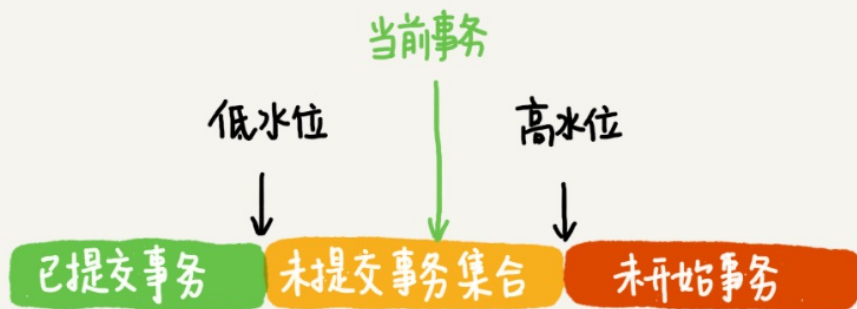 当前事务
低水位
高水位
已提交事务
未提交事务集合
未开始事务